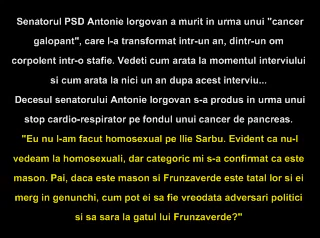 Senatorul PSD Antonie Iorgovan a murit in urma unui "cancer
galopant", care l-a transformat intr-un an, dintr-un om
corpolent intr-o stafie. Vedeti cum arata la momentul interviului
si cum arata la nici un an dupa acest interviu...
Decesul senatorului Antonie Iorgovan s-a produs in urma unui
stop cardio-respirator pe fondul unui cancer de pancreas.
"Eu nu l-am facut homosexual pe Ilie Sarbu. Evident ca nu-l
vedeam la homosexuali, dar categoric mi s-a confirmat ca este
mason. Pai, daca este mason si Frunzaverde este tatal lor si ei
merg in genunchi, cum pot ei sa fie vreodata adversari politici
si sa sara la gatul lui Frunzaverde?"